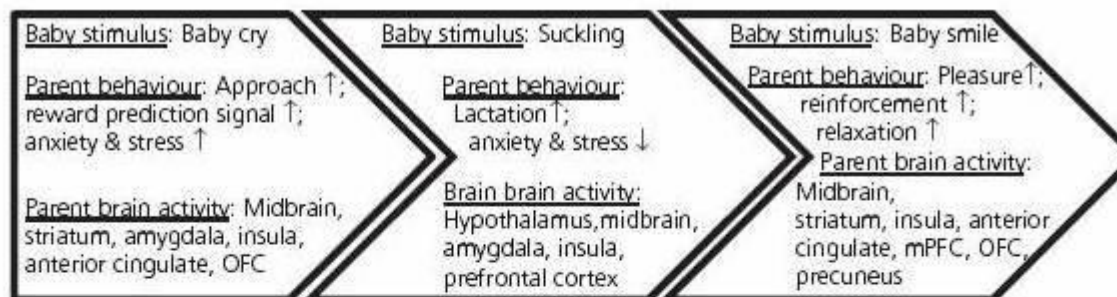 Baby stimulus: Baby cry
Parent behaviour: Approach ↑;
reward prediction signal ↑;
anxiety & stress ↑
Parent brain activity: Midbrain,
striatum, amygdala, insula,
anterior cingulate, OFC
Baby stimulus: Suckling
Parent behaviour:
Lactation↑;
anxiety & stress ↓
Brain brain activity:
Hypothalamus,midbrain,
amygdala, insula,
prefrontal cortex
Baby stimulus: Baby smile
Parent behaviour: Pleasure↑;
reinforcement ↑;
relaxation ↑
Parent brain activity:
Midbrain,
striatum, insula, anterior
cingulate, mPFC, OFC,
precuneus